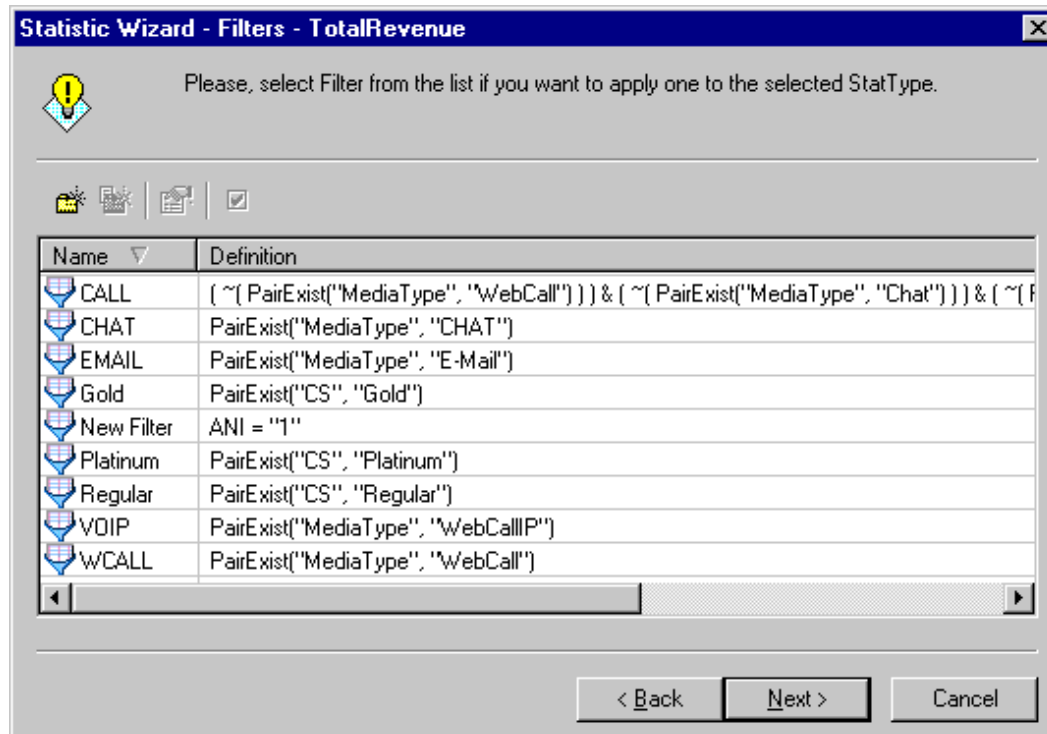 Statistic Wizard - Filters - TotalRevenue
Please, select Filter from the list if you want to apply one to the selected StatType.
Name Definition
CALL ( ~( PairExist("MediaType", "WebCall") ) ) & ( ~( PairExist("MediaType", "Chat") ) ) & ( ~(
CHAT PairExist("MediaType", "CHAT")
EMAIL PairExist("MediaType", "E-Mail")
Gold PairExist("CS", "Gold")
New Filter ANI = "1"
Platinum PairExist("CS", "Platinum")
Regular PairExist("CS", "Regular")
VOIP PairExist("MediaType", "WebCallIP")
WCALL PairExist("MediaType", "WebCall")
< Back Next > Cancel